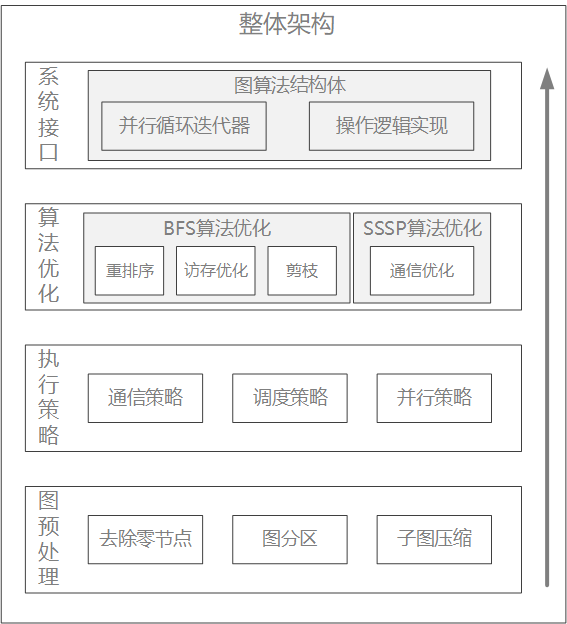 整体架构
系统接口
图算法结构体
并行循环迭代器
操作逻辑实现
算法优化
BFS算法优化
SSSP算法优化
重排序
访存优化
剪枝
通信优化
执行策略
通信策略
调度策略
并行策略
图预处理
去除零节点
图分区
子图压缩